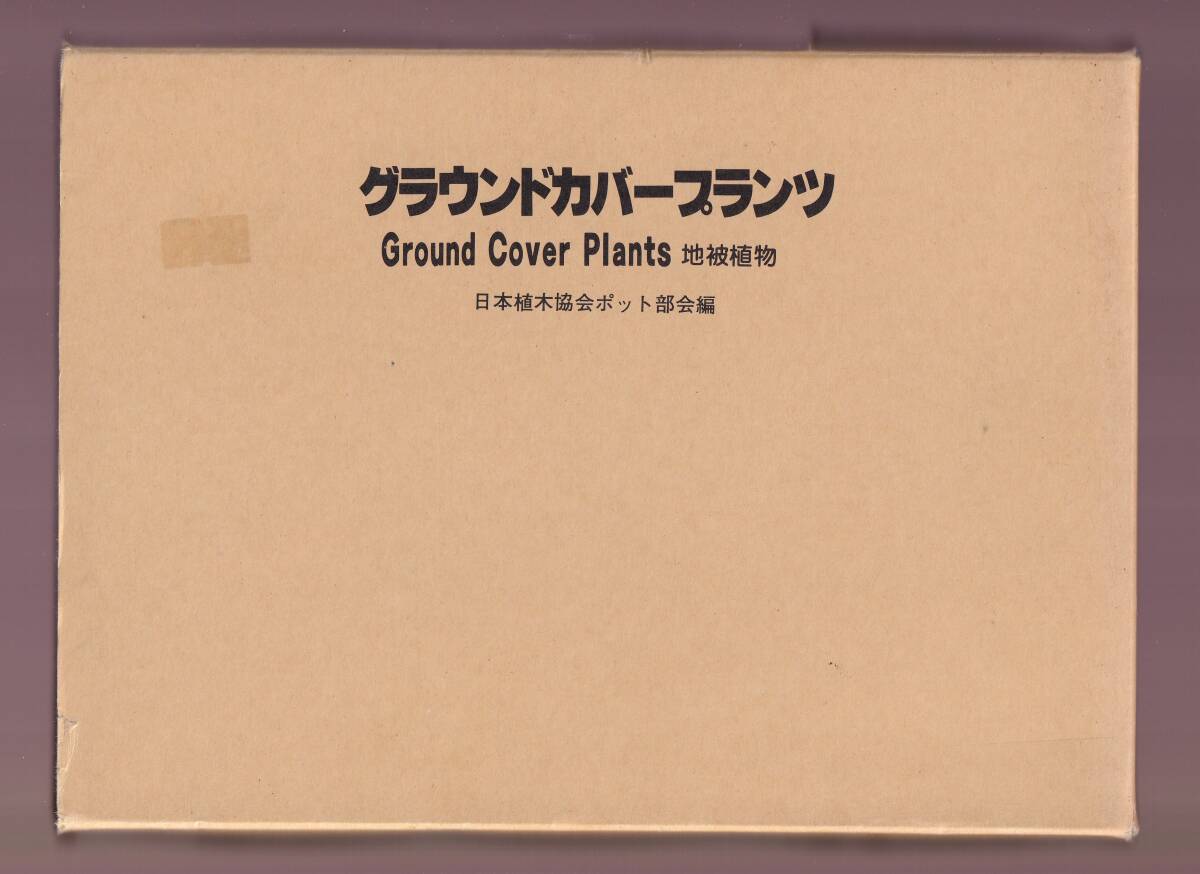 グラウンドカバープランツ
Ground Cover Plants 地被植物
日本植木協会ポット部会編